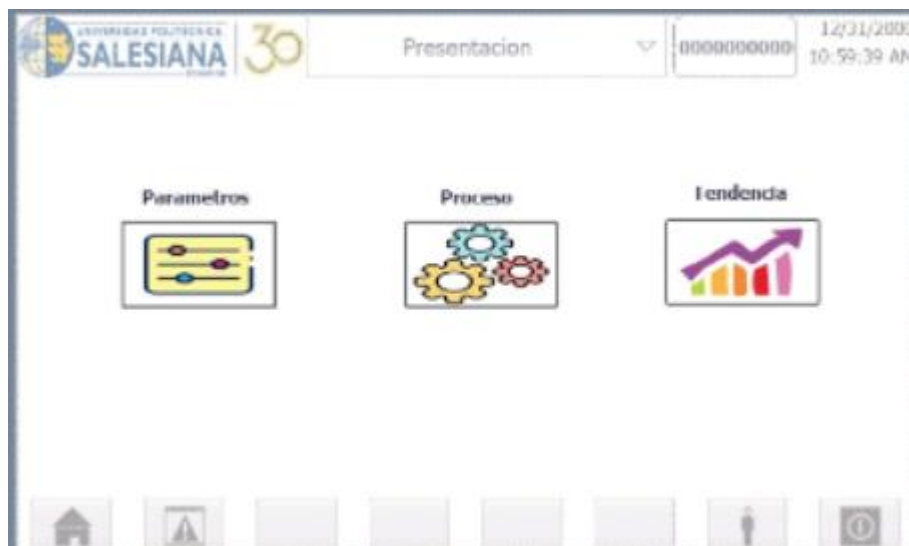 UNIVERSIDAD POLITÉCNICA
SALESIANA
30
Presentacion
0000000000
10:59:39 AM
Parametros
Proceso
Tendencia